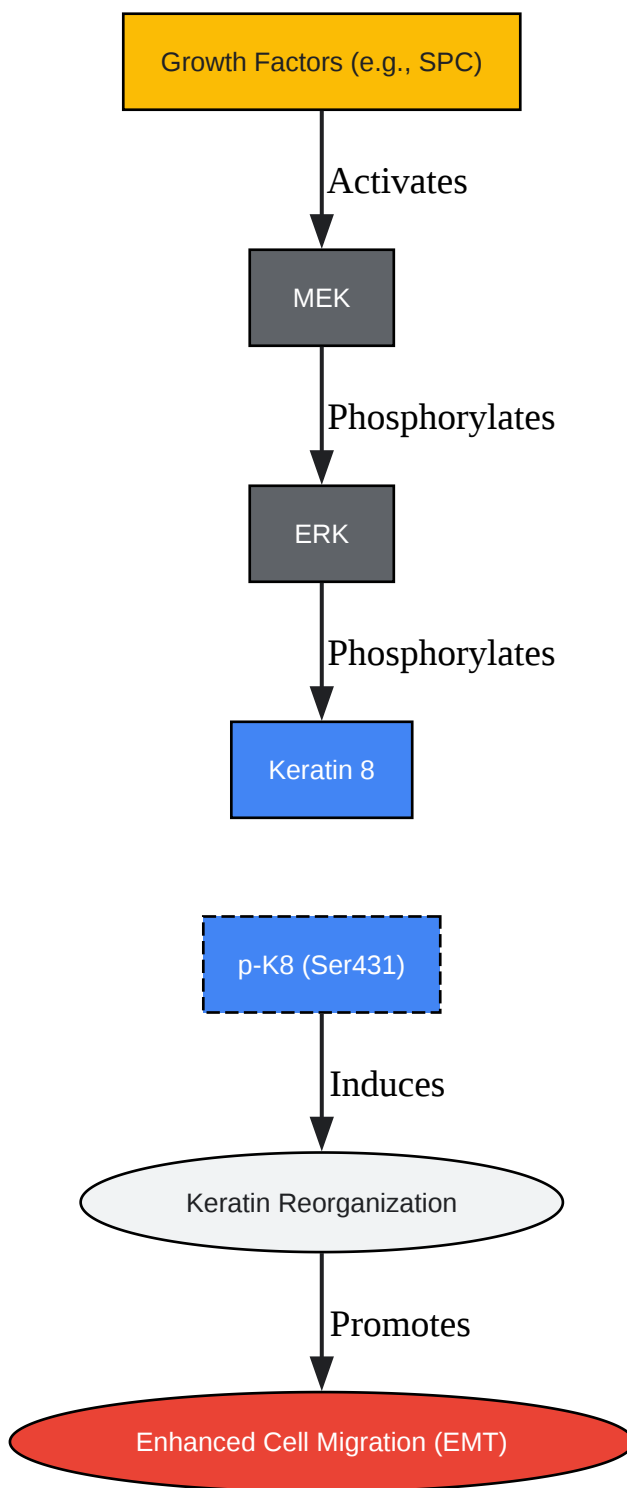 Growth Factors (e.g., SPC)
Activates
MEK
Phosphorylates
ERK
Phosphorylates
Keratin 8
p-K8 (Ser431)
Induces
Keratin Reorganization
Promotes
Enhanced Cell Migration (EMT)